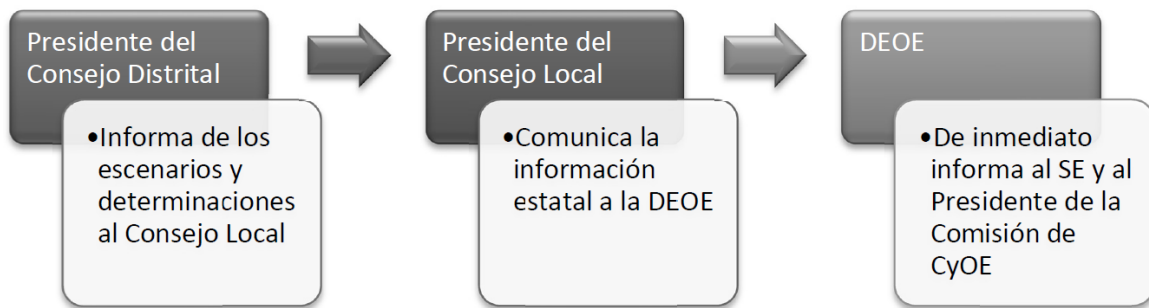 Presidente del
Consejo Distrital
•Informa de los
escenarios y
determinaciones
al Consejo Local
Presidente del
Consejo Local
•Comunica la
información
estatal a la DEOE
DEOE
•De inmediato
informa al SE y al
Presidente de la
Comisión de
CyOE